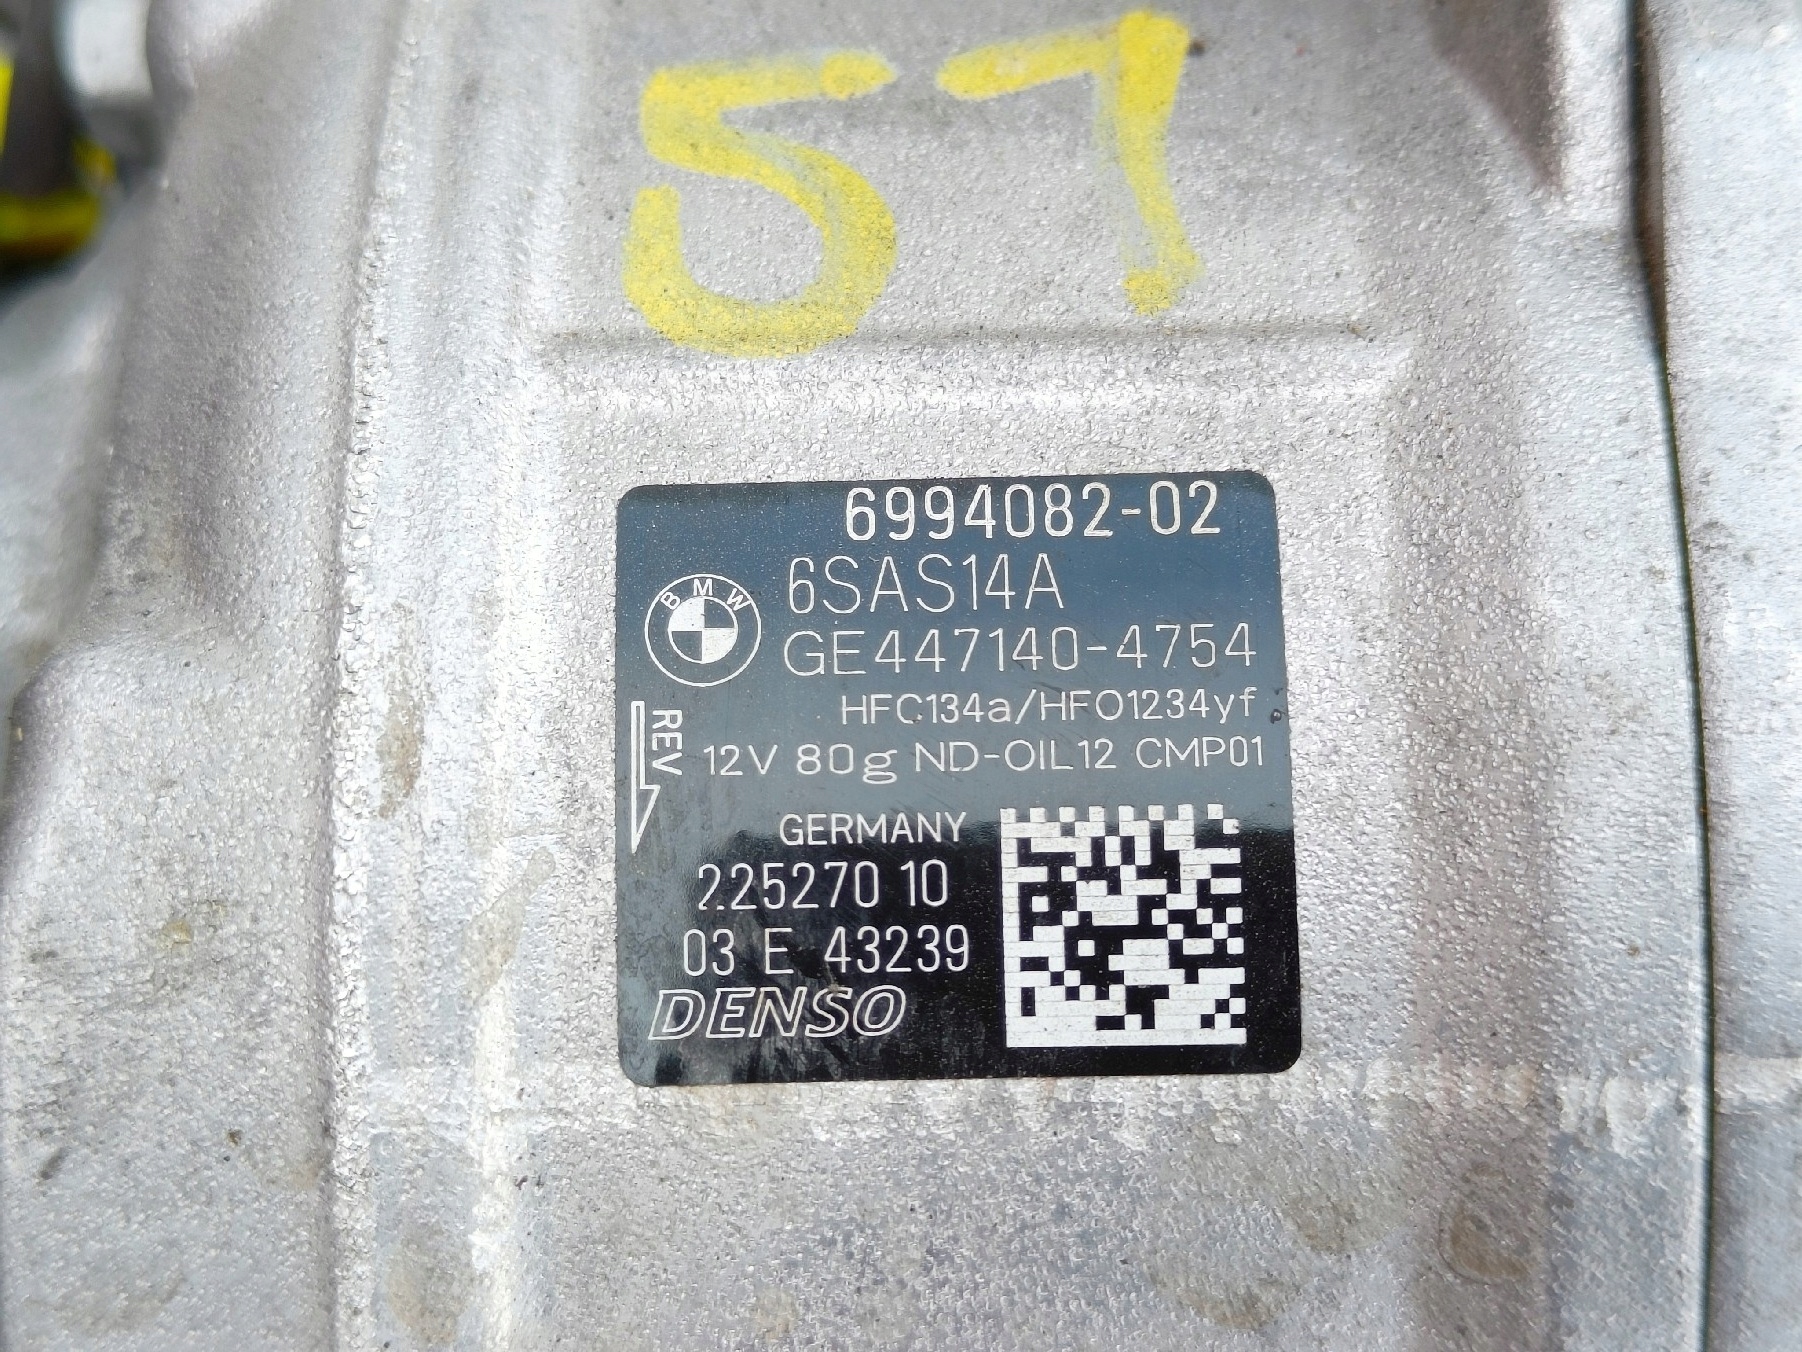 57
6994082-02
6SAS14A
BMW
GE447140-4754
HFC134a/HFO1234yf
REV
12V 80g ND-OIL12 CMP01
GERMANY
225270 10
03 E 43239
DENSO